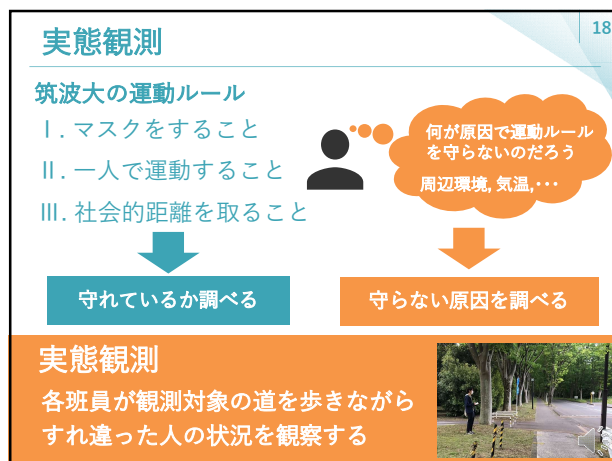 18
実態観測
筑波大の運動ルール
Ⅰ. マスクをすること
Ⅱ. 一人で運動すること
Ⅲ. 社会的距離を取ること
何が原因で運動ルール
を守らないのだろう
周辺環境, 気温,･･･
守れているか調べる
守らない原因を調べる
実態観測
各班員が観測対象の道を歩きながら
すれ違った人の状況を観察する